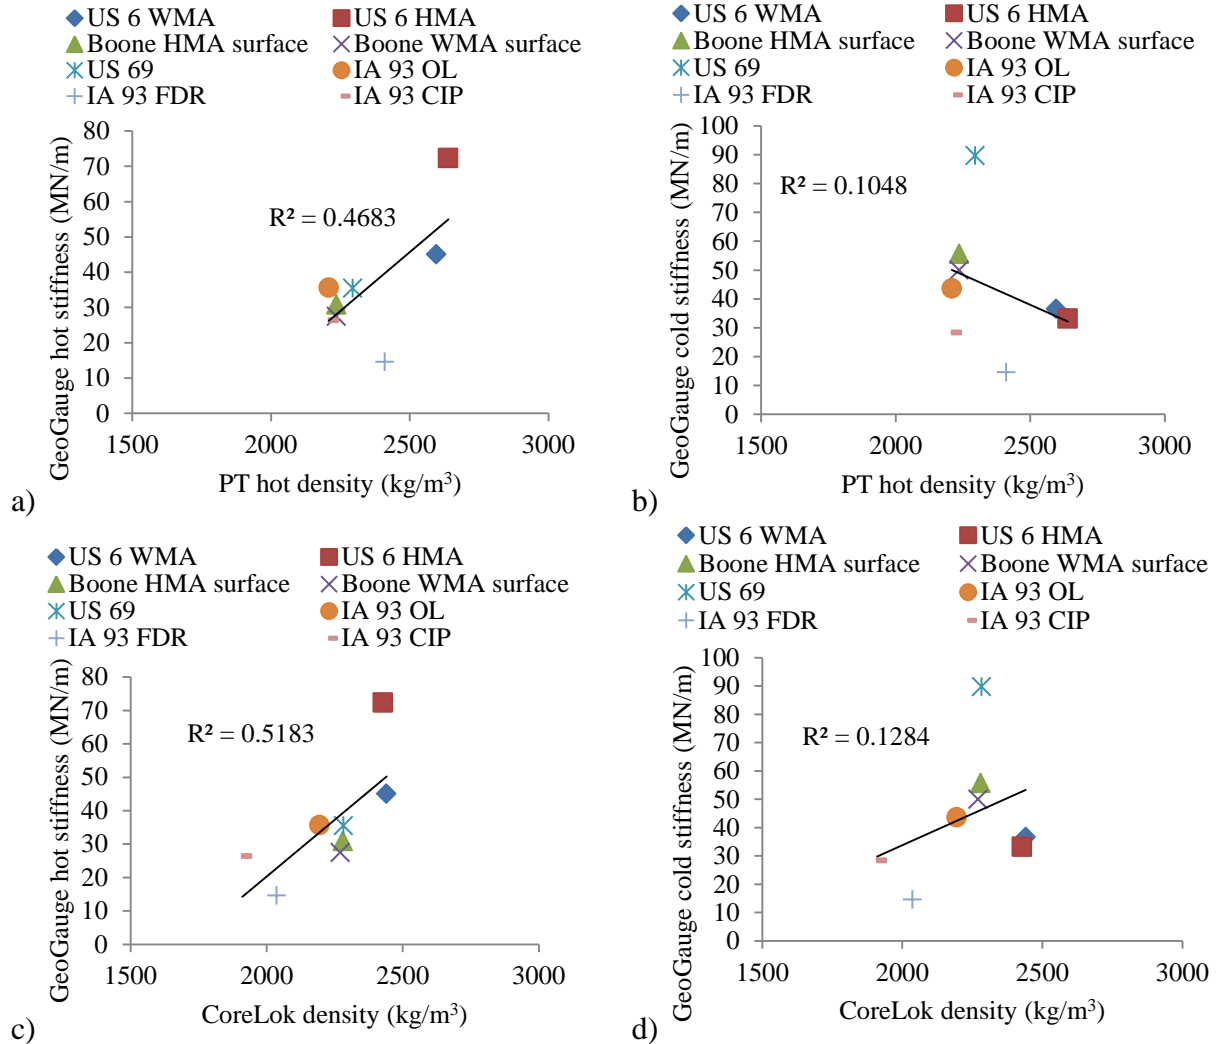 US 6 WMA US 6 HMA
Boone HMA surface Boone WMA surface
US 69 IA 93 OL
IA 93 FDR IA 93 CIP
GeoGauge hot stiffness (MN/m)
80
70
60
50
40
30
20
10
0
R² = 0.4683
1500 2000 2500 3000
PT hot density (kg/m³)
a)
US 6 WMA US 6 HMA
Boone HMA surface Boone WMA surface
US 69 IA 93 OL
IA 93 FDR IA 93 CIP
GeoGauge cold stiffness (MN/m)
100
90
80
70
60
50
40
30
20
10
0
R² = 0.1048
1500 2000 2500 3000
PT hot density (kg/m³)
b)
US 6 WMA US 6 HMA
Boone HMA surface Boone WMA surface
US 69 IA 93 OL
IA 93 FDR IA 93 CIP
GeoGauge hot stiffness (MN/m)
80
70
60
50
40
30
20
10
0
R² = 0.5183
1500 2000 2500 3000
CoreLok density (kg/m³)
c)
US 6 WMA US 6 HMA
Boone HMA surface Boone WMA surface
US 69 IA 93 OL
IA 93 FDR IA 93 CIP
GeoGauge cold stiffness (MN/m)
100
90
80
70
60
50
40
30
20
10
0
R² = 0.1284
1500 2000 2500 3000
CoreLok density (kg/m³)
d)